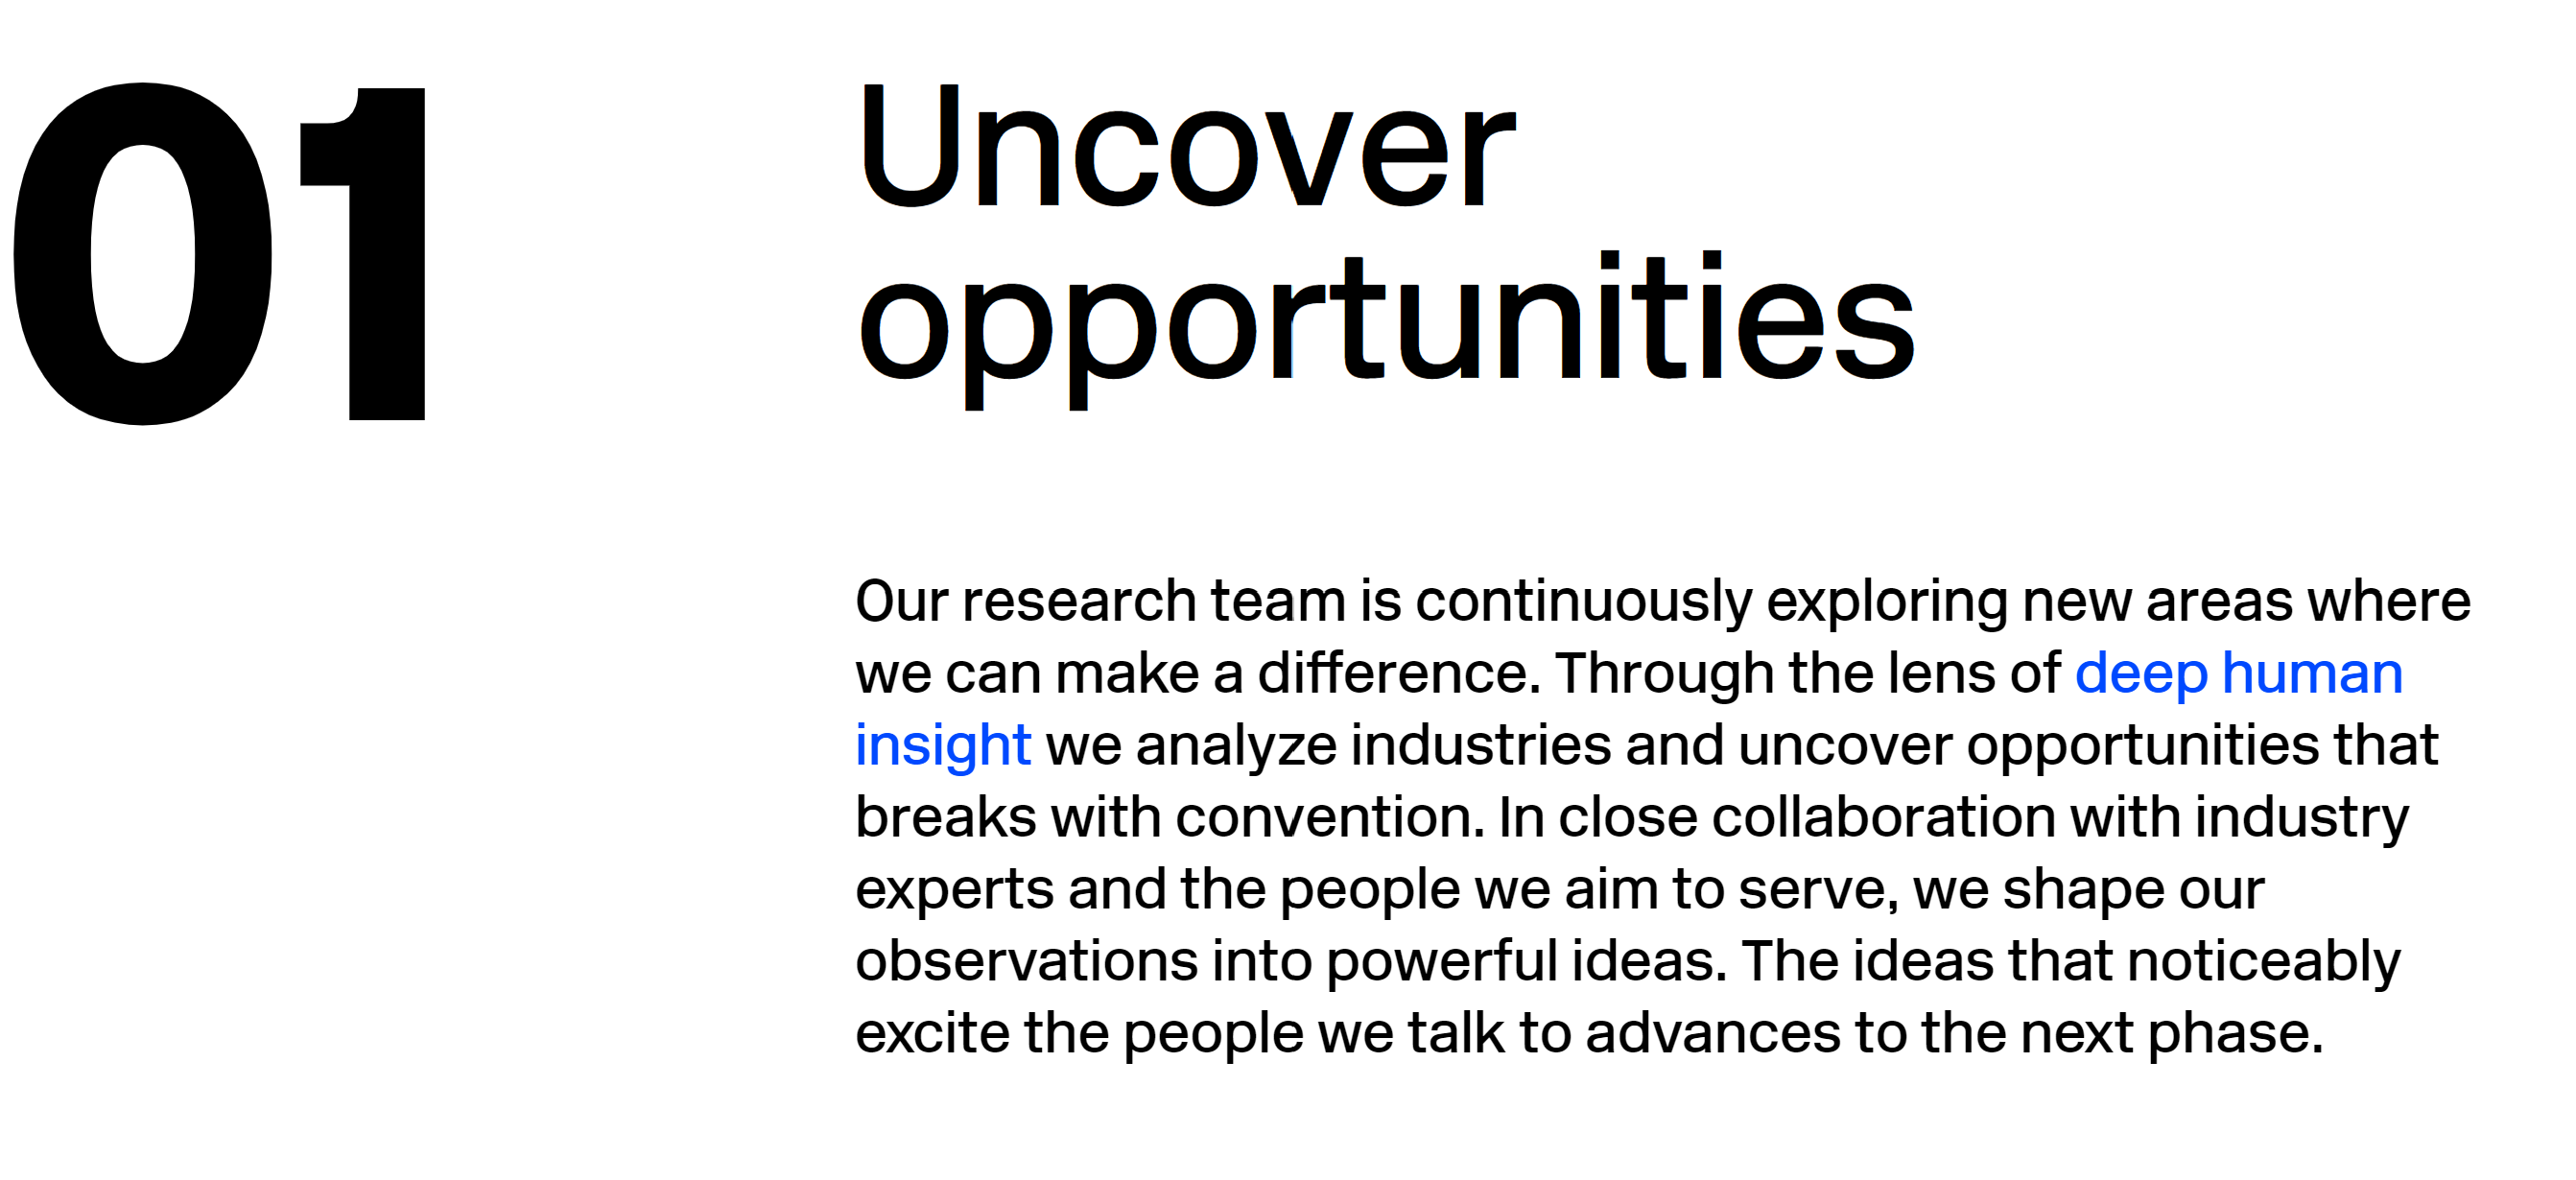 01
Uncover
opportunities
Our research team is continuously exploring new areas where
we can make a difference. Through the lens of deep human
insight we analyze industries and uncover opportunities that
breaks with convention. In close collaboration with industry
experts and the people we aim to serve, we shape our
observations into powerful ideas. The ideas that noticeably
excite the people we talk to advances to the next phase.